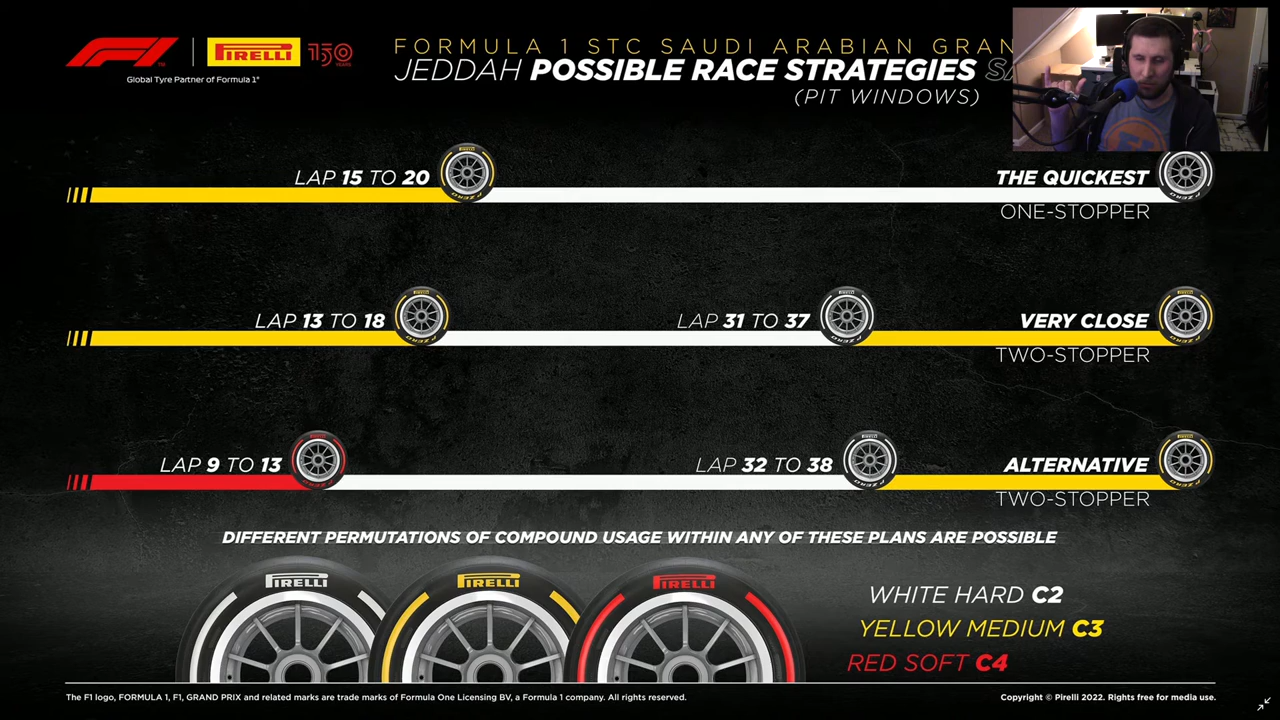 F1
PIRELLI 150 YEARS
Global Tyre Partner of Formula 1®
FORMULA 1 STC SAUDI ARABIAN
JEDDAH POSSIBLE RACE STRATEGIES
(PIT WINDOWS)
LAP 15 TO 20
THE QUICKEST
ONE-STOPPER
LAP 13 TO 18
LAP 31 TO 37
VERY CLOSE
TWO-STOPPER
LAP 9 TO 13
LAP 32 TO 38
ALTERNATIVE
TWO-STOPPER
DIFFERENT PERMUTATIONS OF COMPOUND USAGE WITHIN ANY OF THESE PLANS ARE POSSIBLE
PIRELLI
PIRELLI
PIRELLI
WHITE HARD C2
YELLOW MEDIUM C3
RED SOFT C4
The F1 logo, FORMULA 1, F1, GRAND PRIX and related marks are trade marks of Formula One Licensing BV, a Formula 1 company. All rights reserved.
Copyright © Pirelli 2022. Rights free for media use.